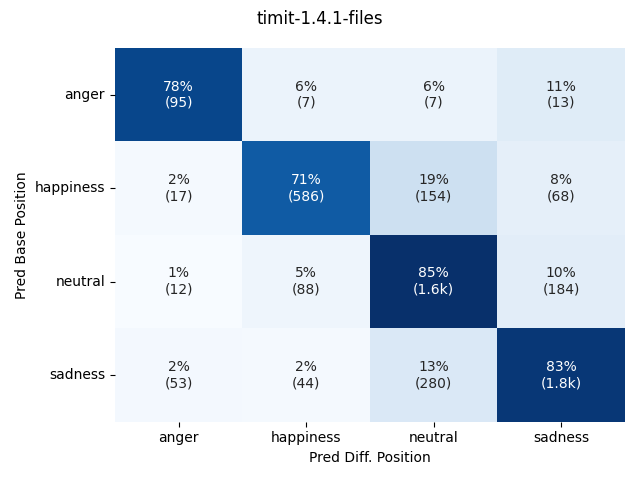 timit-1.4.1-files
Pred Base Position
anger
78%
(95)
6%
(7)
6%
(7)
11%
(13)
happiness
2%
(17)
71%
(586)
19%
(154)
8%
(68)
neutral
1%
(12)
5%
(88)
85%
(1.6k)
10%
(184)
sadness
2%
(53)
2%
(44)
13%
(280)
83%
(1.8k)
anger
happiness
neutral
sadness
Pred Diff. Position